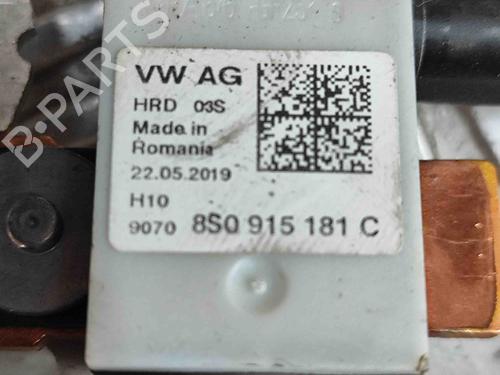 VW AG
HRD 03S
Made in
Romania
22.05.2019
H10
9070 8S0 915 181 C
B-PARTS